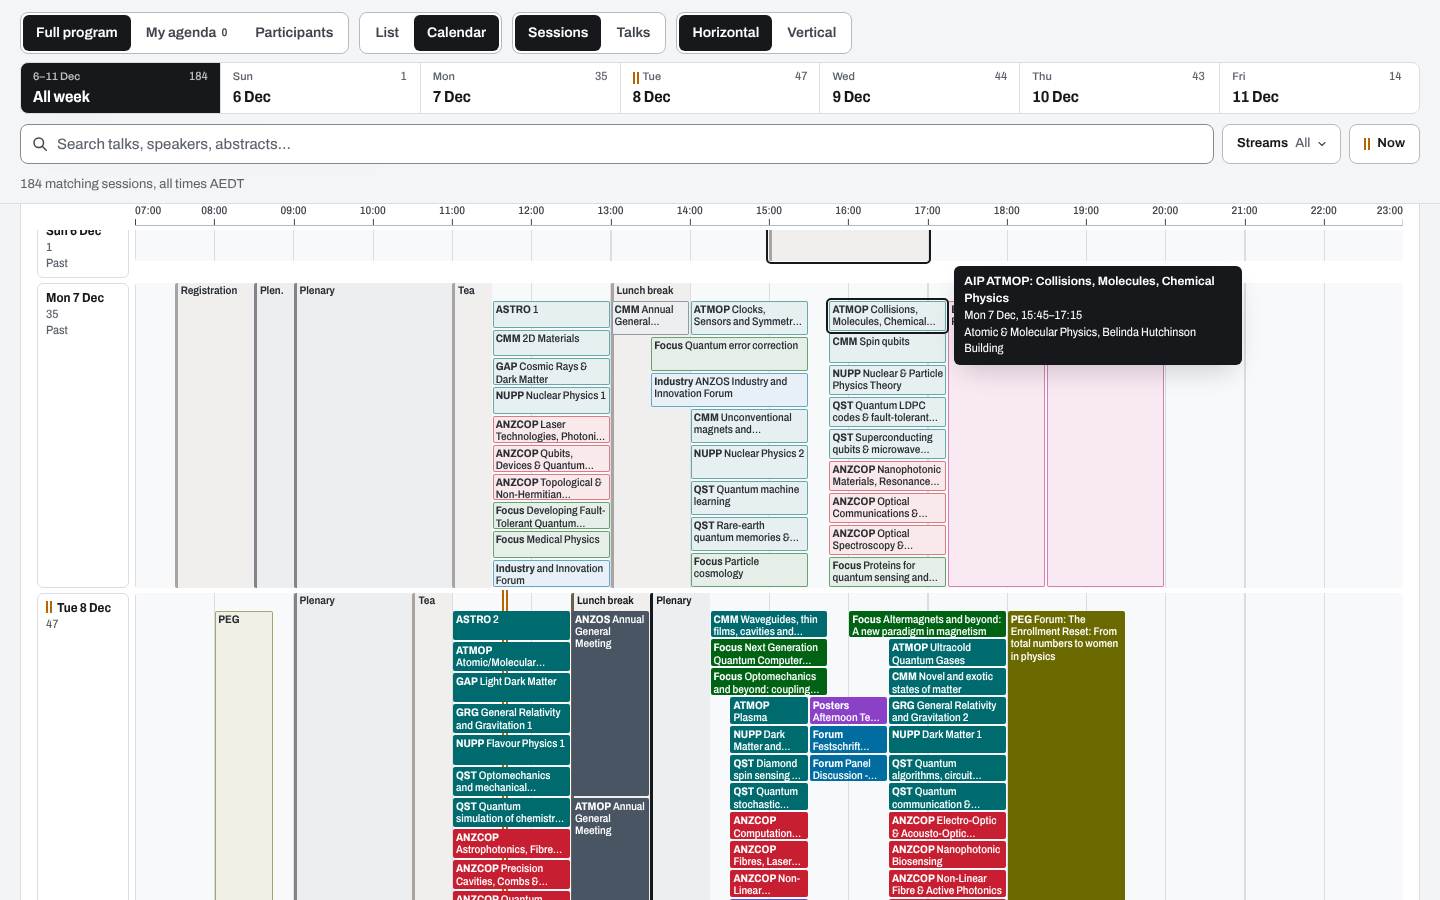 Full program
My agenda 0
Participants
List
Calendar
Sessions
Talks
Horizontal
Vertical
6–11 Dec 184
All week
Sun 1
6 Dec
Mon 35
7 Dec
Tue 47
8 Dec
Wed 44
9 Dec
Thu 43
10 Dec
Fri 14
11 Dec
Search talks, speakers, abstracts...
Streams All
Now
184 matching sessions, all times AEDT
07:00 08:00 09:00 10:00 11:00 12:00 13:00 14:00 15:00 16:00 17:00 18:00 19:00 20:00 21:00 22:00 23:00
Sun 6 Dec
1
Past
Mon 7 Dec
35
Past
Registration
Plen.
Plenary
Tea
Lunch break
ASTRO 1
CMM 2D Materials
GAP Cosmic Rays &
Dark Matter
NUPP Nuclear Physics 1
ANZCOP Laser
Technologies, Photoni...
ANZCOP Qubits,
Devices & Quantum...
ANZCOP Topological &
Non-Hermitian...
Focus Developing Fault-
Tolerant Quantum...
Focus Medical Physics
Industry and Innovation
Forum
CMM Annual
General...
ATMOP Clocks,
Sensors and Symmetr...
Focus Quantum error correction
Industry ANZOS Industry and
Innovation Forum
CMM Unconventional
magnets and...
NUPP Nuclear Physics 2
QST Quantum machine
learning
QST Rare-earth
quantum memories &...
Focus Particle
cosmology
ATMOP Collisions,
Molecules, Chemical...
CMM Spin qubits
NUPP Nuclear & Particle
Physics Theory
QST Quantum LDPC
codes & fault-tolerant...
QST Superconducting
qubits & microwave...
ANZCOP Nanophotonic
Materials, Resonance...
ANZCOP Optical
Communications &...
ANZCOP Optical
Spectroscopy &...
Focus Proteins for
quantum sensing and...
AIP ATMOP: Collisions, Molecules, Chemical
Physics
Mon 7 Dec, 15:45–17:15
Atomic & Molecular Physics, Belinda Hutchinson
Building
Tue 8 Dec
47
Plenary
Tea
Lunch break
Plenary
PEG
ASTRO 2
ATMOP
Atomic/Molecular...
GAP Light Dark Matter
GRG General Relativity
and Gravitation 1
NUPP Flavour Physics 1
QST Optomechanics
and mechanical...
QST Quantum
simulation of chemistr...
ANZCOP
Astrophotonics, Fibre...
ANZCOP Precision
Cavities, Combs &...
ANZCOP Quantum
ANZOS Annual
General
Meeting
ATMOP Annual
General
Meeting
CMM Waveguides, thin
films, cavities and...
Focus Next Generation
Quantum Computer...
Focus Optomechanics
and beyond: coupling...
ATMOP
Plasma
NUPP Dark
Matter and...
QST Diamond
spin sensing ...
QST Quantum
stochastic...
ANZCOP
Computation...
ANZCOP
Fibres, Laser...
ANZCOP Non-
Linear...
Posters
Afternoon Te...
Forum
Festschrift...
Forum Panel
Discussion -...
Focus Altermagnets and beyond:
A new paradigm in magnetism
ATMOP Ultracold
Quantum Gases
CMM Novel and exotic
states of matter
GRG General Relativity
and Gravitation 2
NUPP Dark Matter 1
QST Quantum
algorithms, circuit...
QST Quantum
communication &...
ANZCOP Electro-Optic
& Acousto-Optic...
ANZCOP Nanophotonic
Biosensing
ANZCOP Non-Linear
Fibre & Active Photonics
PEG Forum: The
Enrollment Reset: From
total numbers to women
in physics